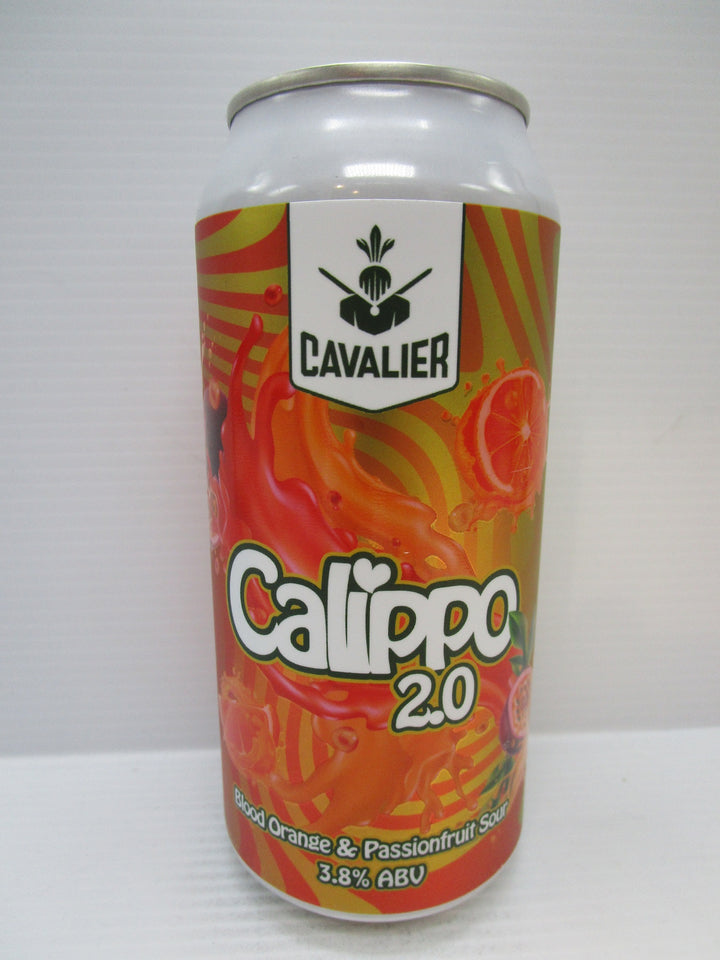 CAVALIER
Calippo
2.0
Blood Orange & Passionfruit Sour
3.8% ABV